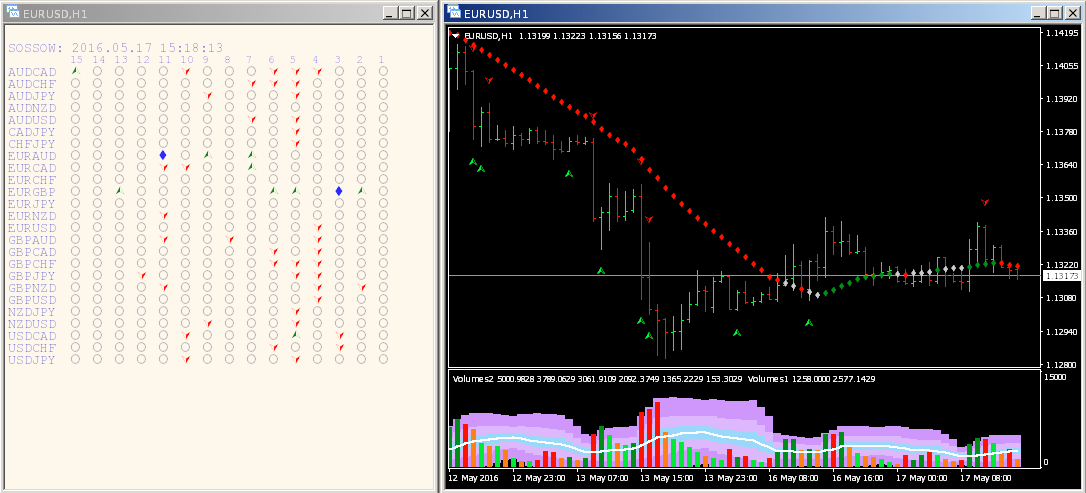 EURUSD,H1
SOSSOW: 2016.05.17 15:18:13
15 14 13 12 11 10 9 8 7 6 5 4 3 2 1
AUDCAD
AUDCHF
AUDJPY
AUDNZD
AUDUSD
CADJPY
CHFJPY
EURAUD
EURCAD
EURCHF
EURGBP
EURJPY
EURNZD
EURUSD
GBPAUD
GBPCAD
GBPCHF
GBPJPY
GBPNZD
GBPUSD
NZDJPY
NZDUSD
USDCAD
USDCHF
USDJPY
EURUSD,H1
EURUSD,H1 1.13199 1.13223 1.13156 1.13173
1.14195
1.14055
1.13920
1.13780
1.13640
1.13500
1.13360
1.13220
1.13173
1.13080
1.12940
1.12800
Volumes2 5000.9828 3789.0629 3061.9109 2092.3749 1365.2229 153.3029 Volumes1 1258.0000 2577.1429
15000
0
12 May 2016 12 May 23:00 13 May 07:00 13 May 15:00 13 May 23:00 16 May 08:00 16 May 16:00 17 May 00:00 17 May 08:00